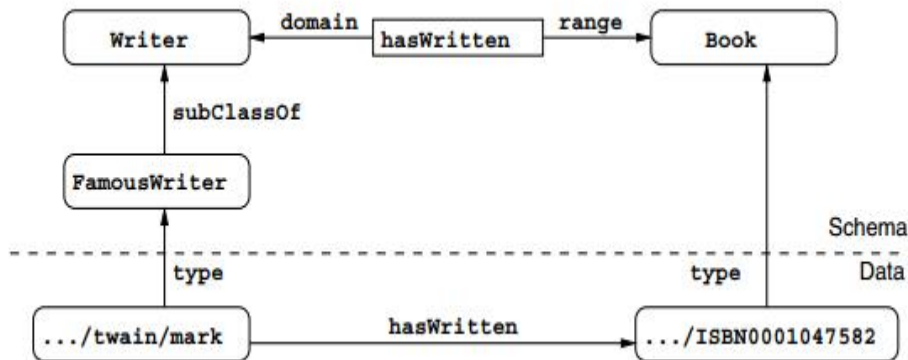 Writer domain hasWritten range Book
subClassOf
FamousWriter
Schema
type type Data
.../twain/mark hasWritten .../ISBN0001047582